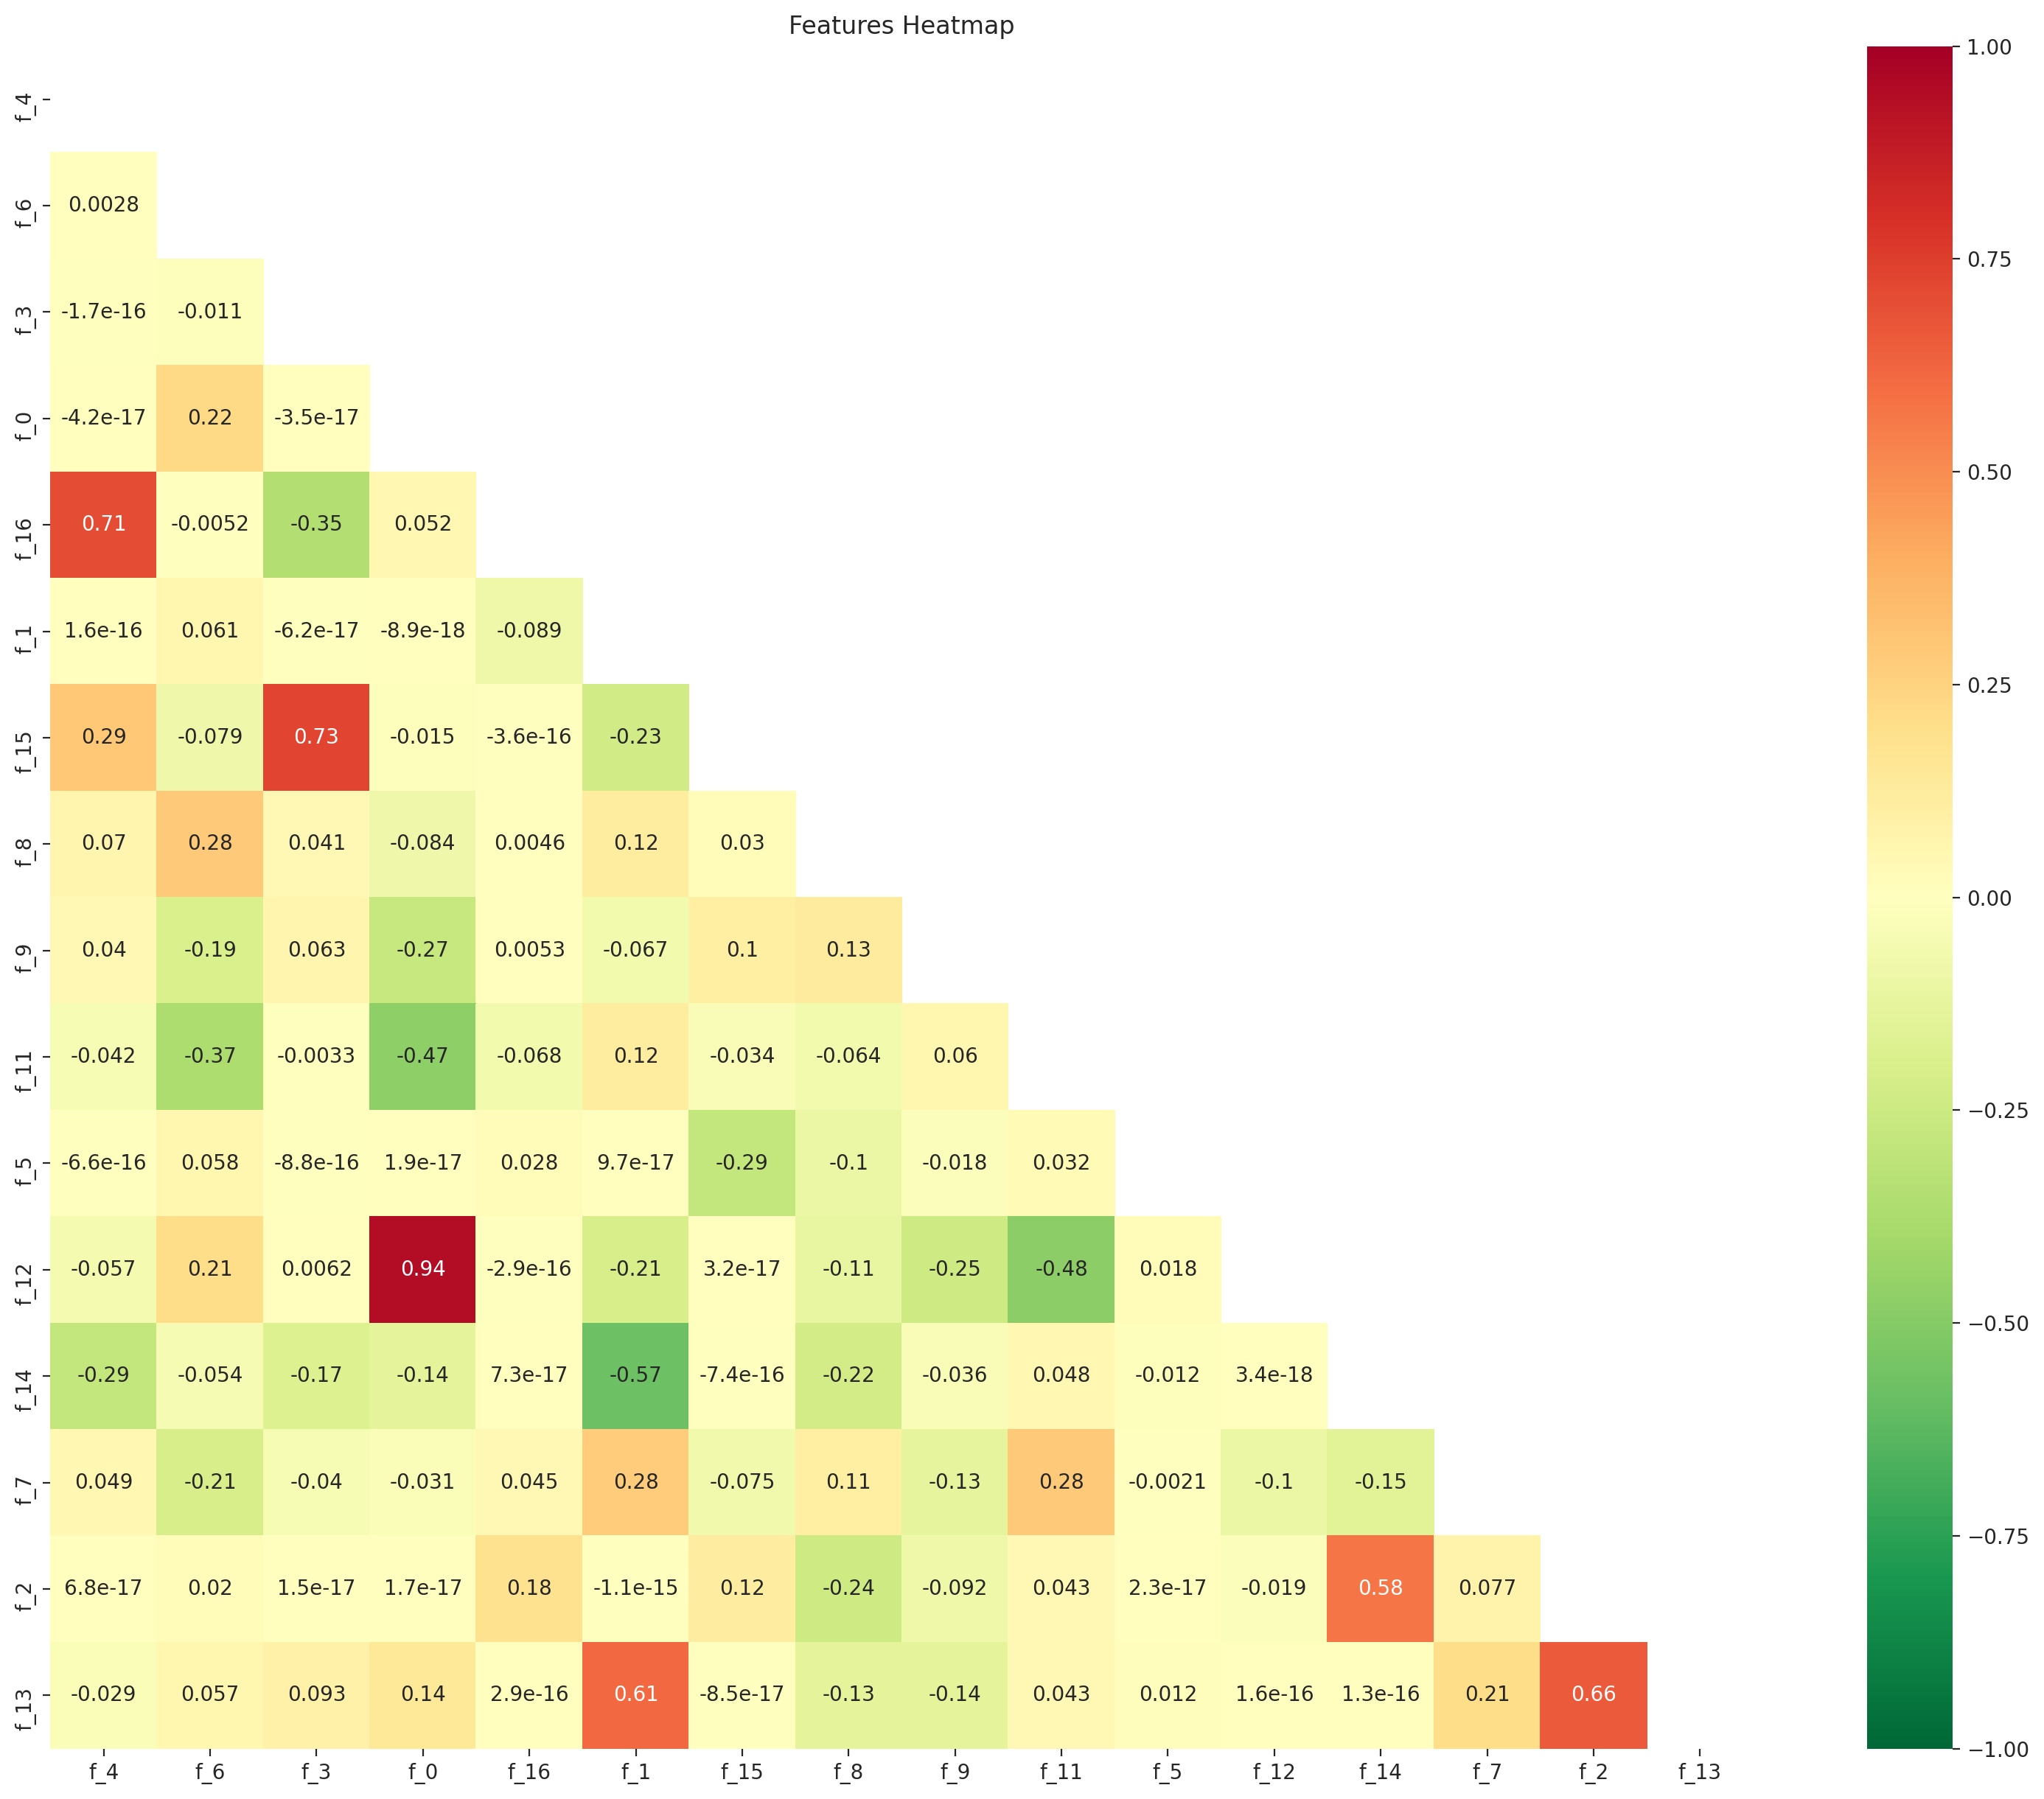 Features Heatmap
1.00
f_4
f_6 0.0028
0.75
f_3 -1.7e-16 -0.011
f_0 -4.2e-17 0.22 -3.5e-17
0.50
f_16 0.71 -0.0052 -0.35 0.052
f_1 1.6e-16 0.061 -6.2e-17 -8.9e-18 -0.089
0.25
f_15 0.29 -0.079 0.73 -0.015 -3.6e-16 -0.23
f_8 0.07 0.28 0.041 -0.084 0.0046 0.12 0.03
0.00
f_9 0.04 -0.19 0.063 -0.27 0.0053 -0.067 0.1 0.13
f_11 -0.042 -0.37 -0.0033 -0.47 -0.068 0.12 -0.034 -0.064 0.06
−0.25
f_5 -6.6e-16 0.058 -8.8e-16 1.9e-17 0.028 9.7e-17 -0.29 -0.1 -0.018 0.032
f_12 -0.057 0.21 0.0062 0.94 -2.9e-16 -0.21 3.2e-17 -0.11 -0.25 -0.48 0.018
−0.50
f_14 -0.29 -0.054 -0.17 -0.14 7.3e-17 -0.57 -7.4e-16 -0.22 -0.036 0.048 -0.012 3.4e-18
f_7 0.049 -0.21 -0.04 -0.031 0.045 0.28 -0.075 0.11 -0.13 0.28 -0.0021 -0.1 -0.15
−0.75
f_2 6.8e-17 0.02 1.5e-17 1.7e-17 0.18 -1.1e-15 0.12 -0.24 -0.092 0.043 2.3e-17 -0.019 0.58 0.077
f_13 -0.029 0.057 0.093 0.14 2.9e-16 0.61 -8.5e-17 -0.13 -0.14 0.043 0.012 1.6e-16 1.3e-16 0.21 0.66
−1.00
f_4 f_6 f_3 f_0 f_16 f_1 f_15 f_8 f_9 f_11 f_5 f_12 f_14 f_7 f_2 f_13